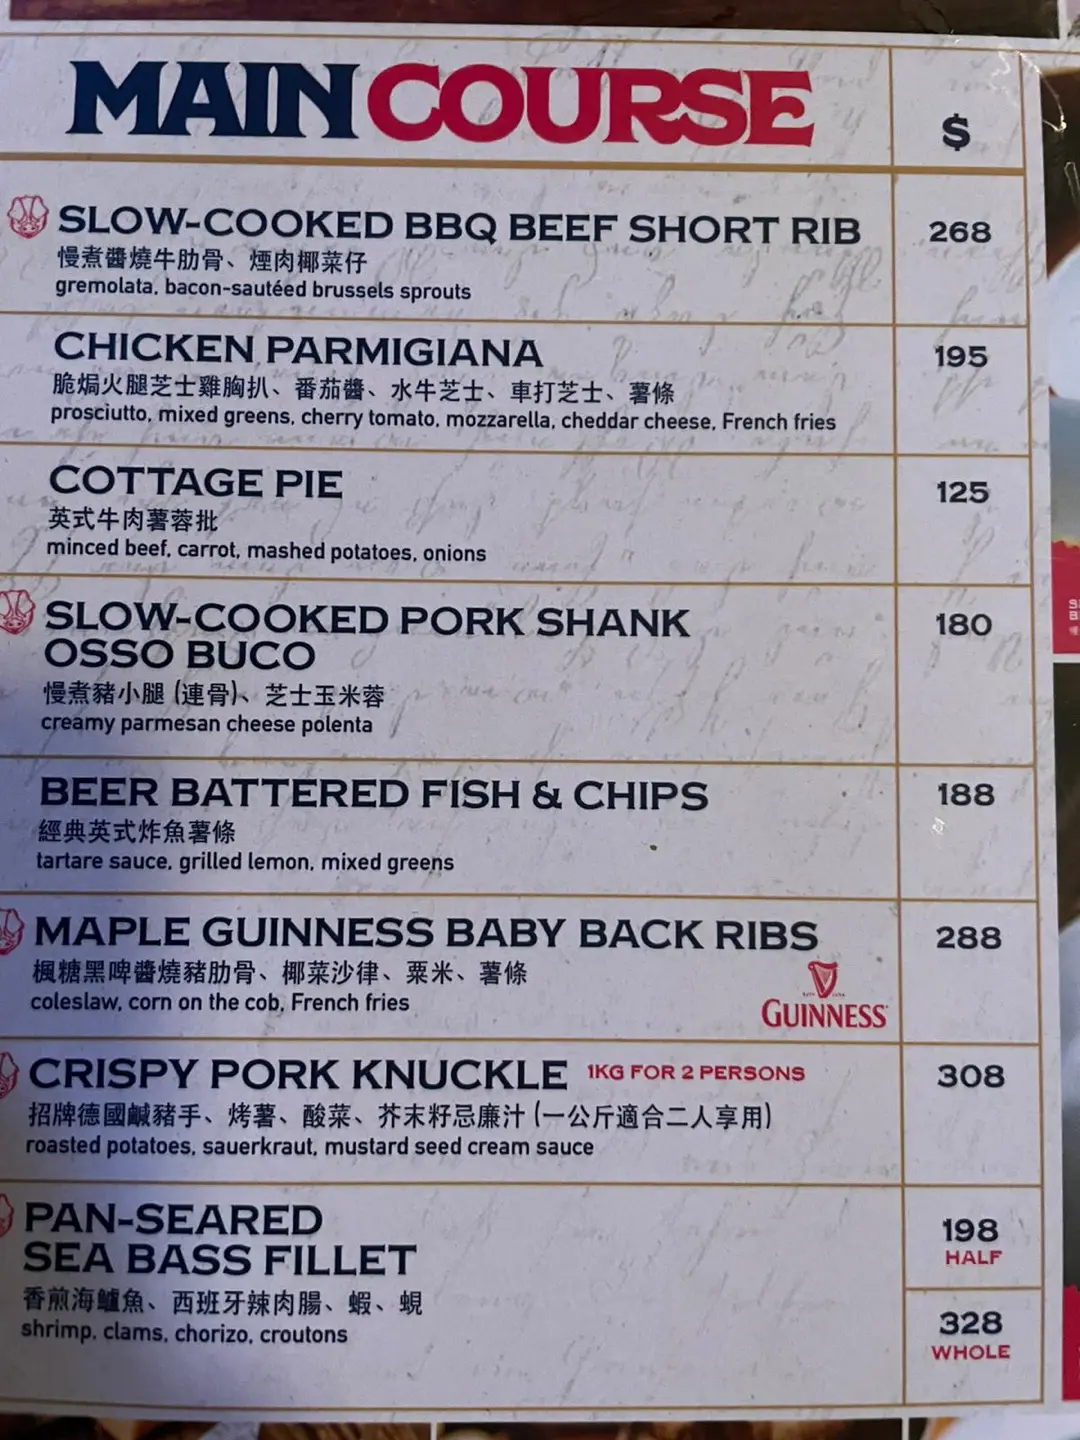 MAIN COURSE
$
SLOW-COOKED BBQ BEEF SHORT RIB
268
慢煮醬燒牛肋骨、煙肉椰菜仔
gremolata, bacon-sautéed brussels sprouts
CHICKEN PARMIGIANA
195
脆焗火腿芝士雞胸扒、番茄醬、水牛芝士、車打芝士、薯條
prosciutto, mixed greens, cherry tomato, mozzarella, cheddar cheese, French fries
COTTAGE PIE
125
英式牛肉薯蓉批
minced beef, carrot, mashed potatoes, onions
SLOW-COOKED PORK SHANK
OSSO BUCO
180
慢煮豬小腿 (連骨)、芝士玉米蓉
creamy parmesan cheese polenta
BEER BATTERED FISH & CHIPS
188
經典英式炸魚薯條
tartare sauce, grilled lemon, mixed greens
MAPLE GUINNESS BABY BACK RIBS
288
楓糖黑啤醬燒豬肋骨、椰菜沙律、粟米、薯條
coleslaw, corn on the cob, French fries
GUINNESS
CRISPY PORK KNUCKLE 1KG FOR 2 PERSONS
308
招牌德國鹹豬手、烤薯、酸菜、芥末籽忌廉汁 (一公斤適合二人享用)
roasted potatoes, sauerkraut, mustard seed cream sauce
PAN-SEARED
SEA BASS FILLET
198
HALF
香煎海鱸魚、西班牙辣肉腸、蝦、蜆
shrimp, clams, chorizo, croutons
328
WHOLE